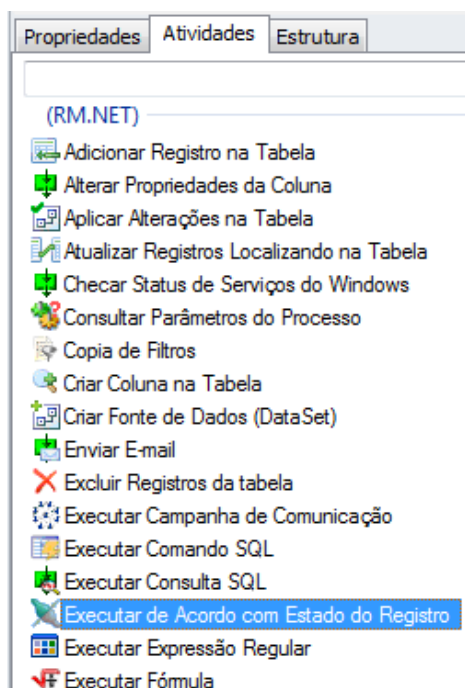 Propriedades Atividades Estrutura
(RM.NET)
Adicionar Registro na Tabela
Alterar Propriedades da Coluna
Aplicar Alterações na Tabela
Atualizar Registros Localizando na Tabela
Checar Status de Serviços do Windows
Consultar Parâmetros do Processo
Copia de Filtros
Criar Coluna na Tabela
Criar Fonte de Dados (DataSet)
Enviar E-mail
Excluir Registros da tabela
Executar Campanha de Comunicação
Executar Comando SQL
Executar Consulta SQL
Executar de Acordo com Estado do Registro
Executar Expressão Regular
Executar Fórmula